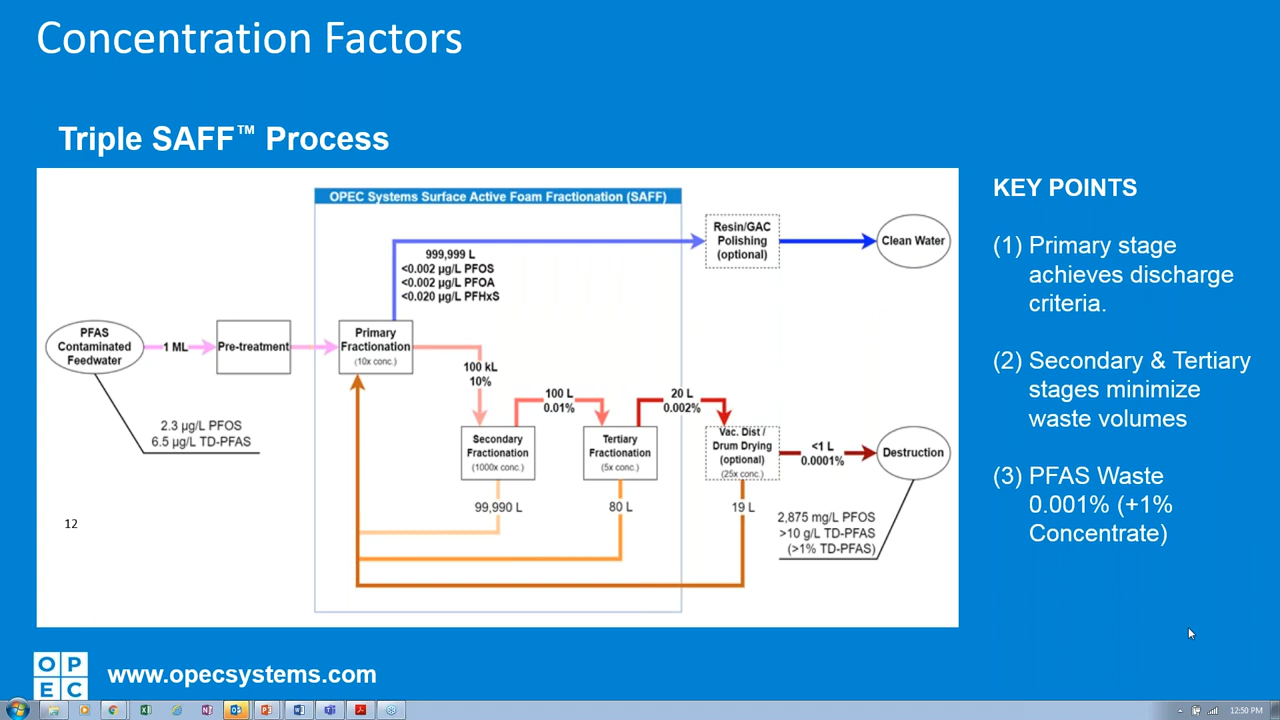 Concentration Factors
Triple SAFF™ Process
OPEC Systems Surface Active Foam Fractionation (SAFF)
PFAS
Contaminated
Feedwater
1 ML
Pre-treatment
Primary
Fractionation
(10x conc.)
999,999 L
<0.002 µg/L PFOS
<0.002 µg/L PFOA
<0.020 µg/L PFHxS
Resin/GAC
Polishing
(optional)
Clean Water
100 kL
10%
Secondary
Fractionation
(1000x conc.)
100 L
0.01%
Tertiary
Fractionation
(5x conc.)
20 L
0.002%
Vac. Dist /
Drum Drying
(optional)
(25x conc.)
<1 L
0.0001%
Destruction
2.3 µg/L PFOS
6.5 µg/L TD-PFAS
99,990 L
80 L
19 L
2,875 mg/L PFOS
>10 g/L TD-PFAS
(>1% TD-PFAS)
12
KEY POINTS
(1) Primary stage
achieves discharge
criteria.
(2) Secondary & Tertiary
stages minimize
waste volumes
(3) PFAS Waste
0.001% (+1%
Concentrate)
O P
E C
www.opecsystems.com
12:50 PM